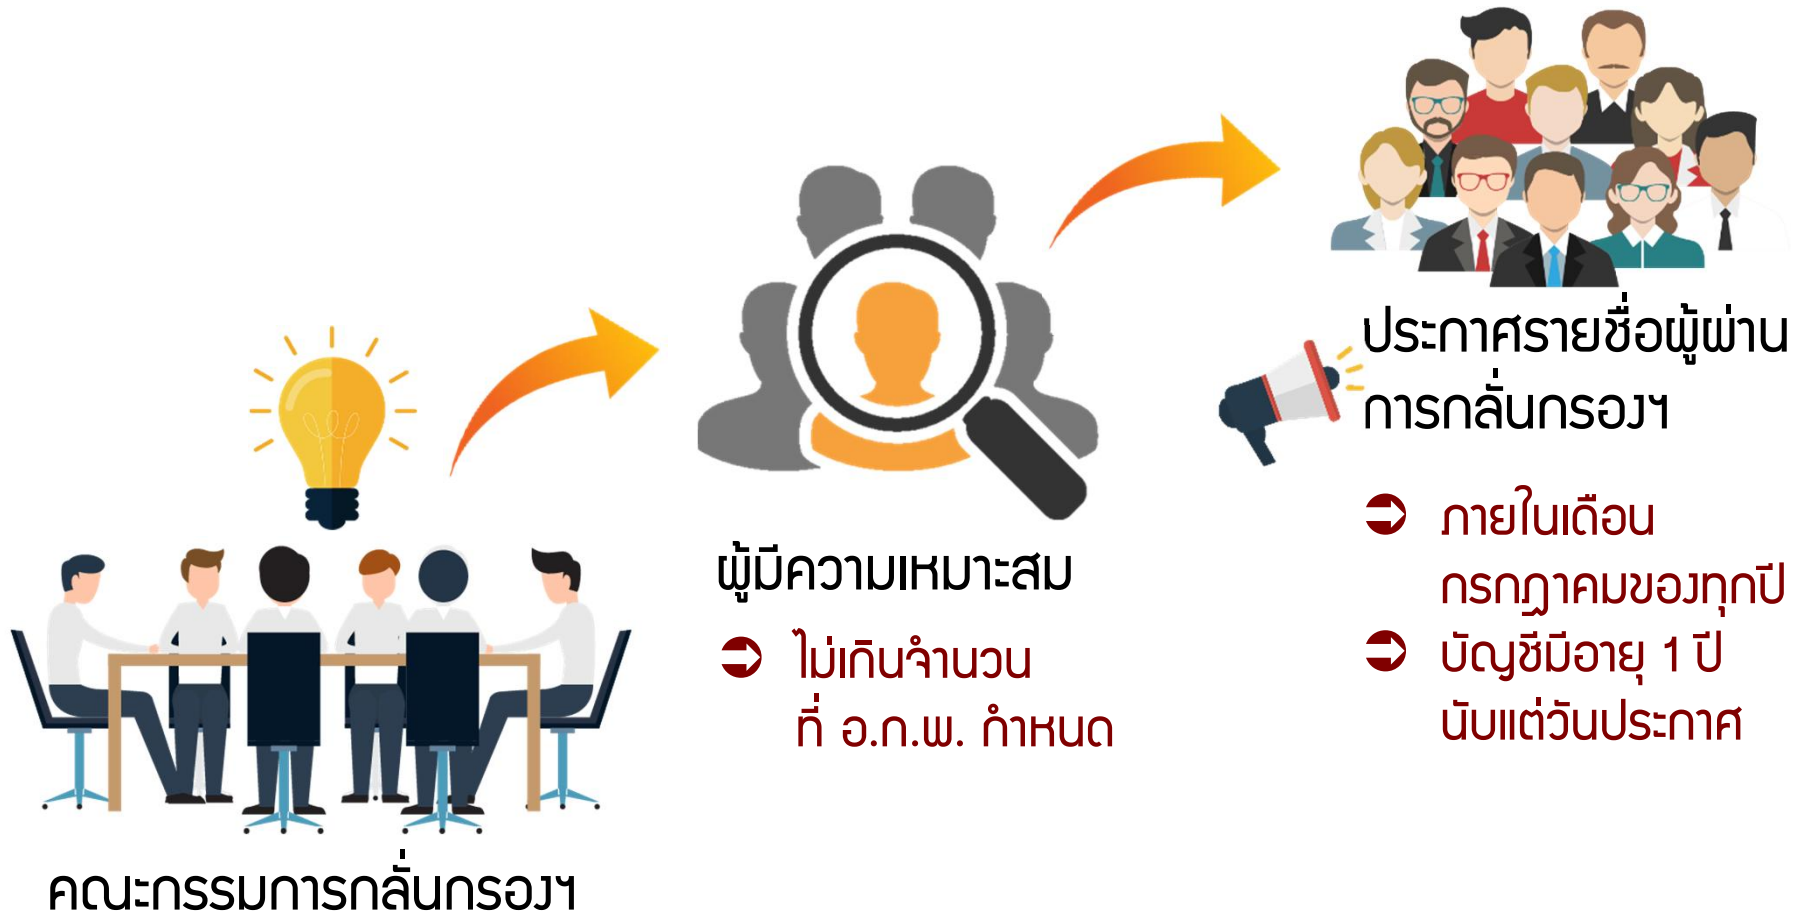 คณะกรรมการกลั่นกรองฯ
ผู้มีความเหมาะสม
ไม่เกินจำนวน
ที่ อ.ก.พ. กำหนด
ประกาศรายชื่อผู้ผ่าน
การกลั่นกรองฯ
ภายในเดือน
กรกฎาคมของทุกปี
บัญชีมีอายุ 1 ปี
นับแต่วันประกาศ